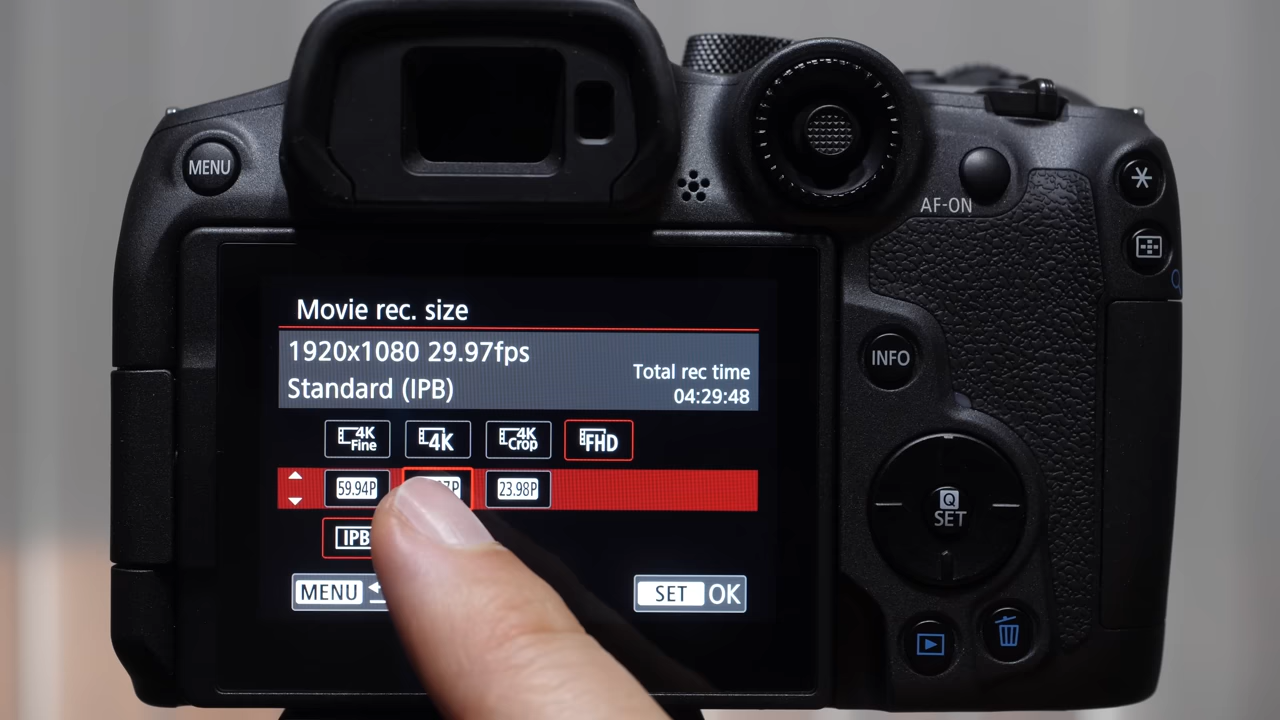 MENU
AF-ON
Movie rec. size
1920x1080 29.97fps
Standard (IPB)
Total rec time
04:29:48
4K Fine
4K
4K Crop
FHD
59.94P
23.98P
IPB
MENU
SET OK
INFO
Q
SET